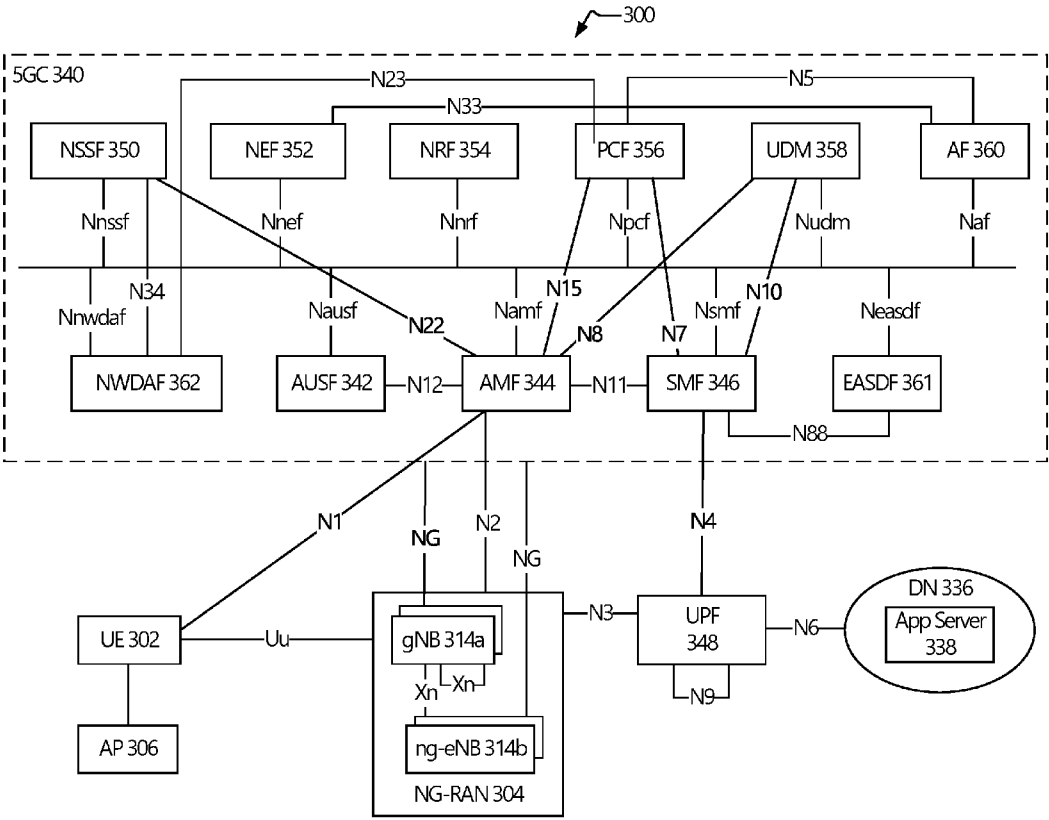 300
5GC 340
N23
N5
N33
NSSF 350
NEF 352
NRF 354
PCF 356
UDM 358
AF 360
Nnssf
Nnef
Nnrf
Npcf
Nudm
Naf
Nnwdaf
N34
Nausf
N22
Namf
N15
N8
N7
Nsmf
N10
Neasdf
NWDAF 362
AUSF 342
N12
AMF 344
N11
SMF 346
EASDF 361
N88
N1
NG
N2
NG
N4
UE 302
Uu
gNB 314a
Xn
Xn
ng-eNB 314b
NG-RAN 304
N3
UPF
348
N9
N6
DN 336
App Server
338
AP 306